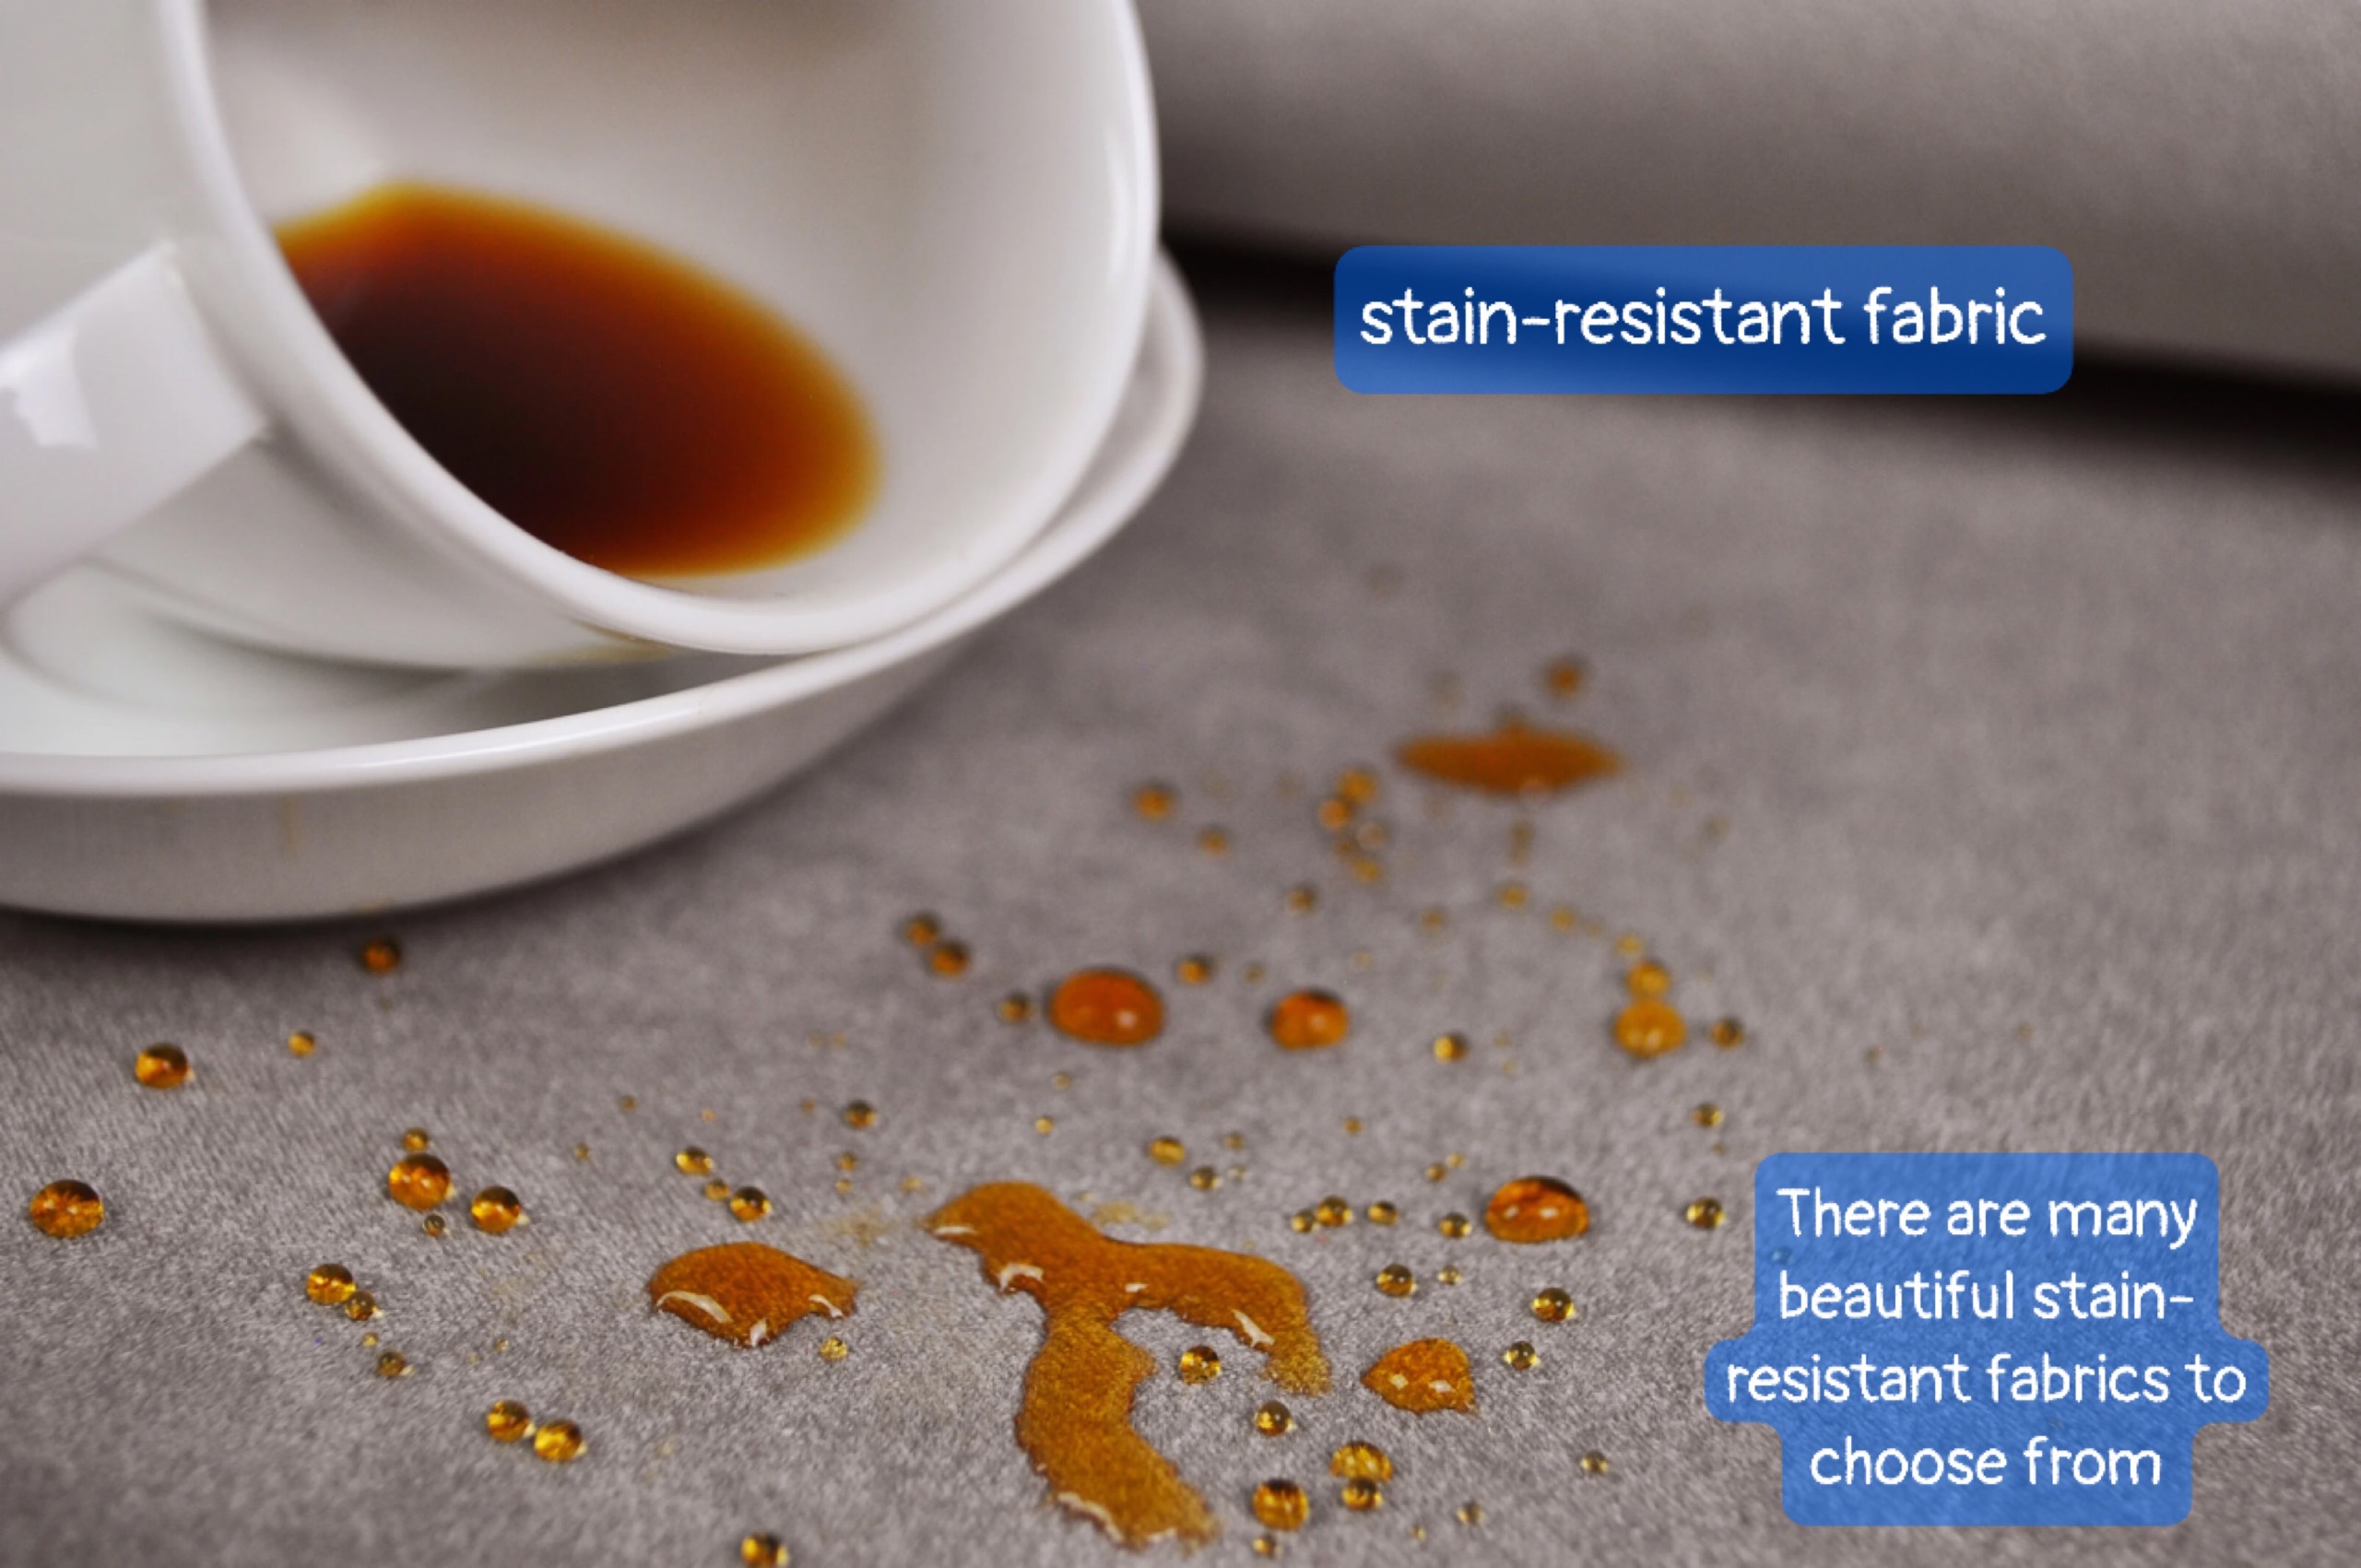 stain-resistant fabric
There are many
beautiful stain-
resistant fabrics to
choose from